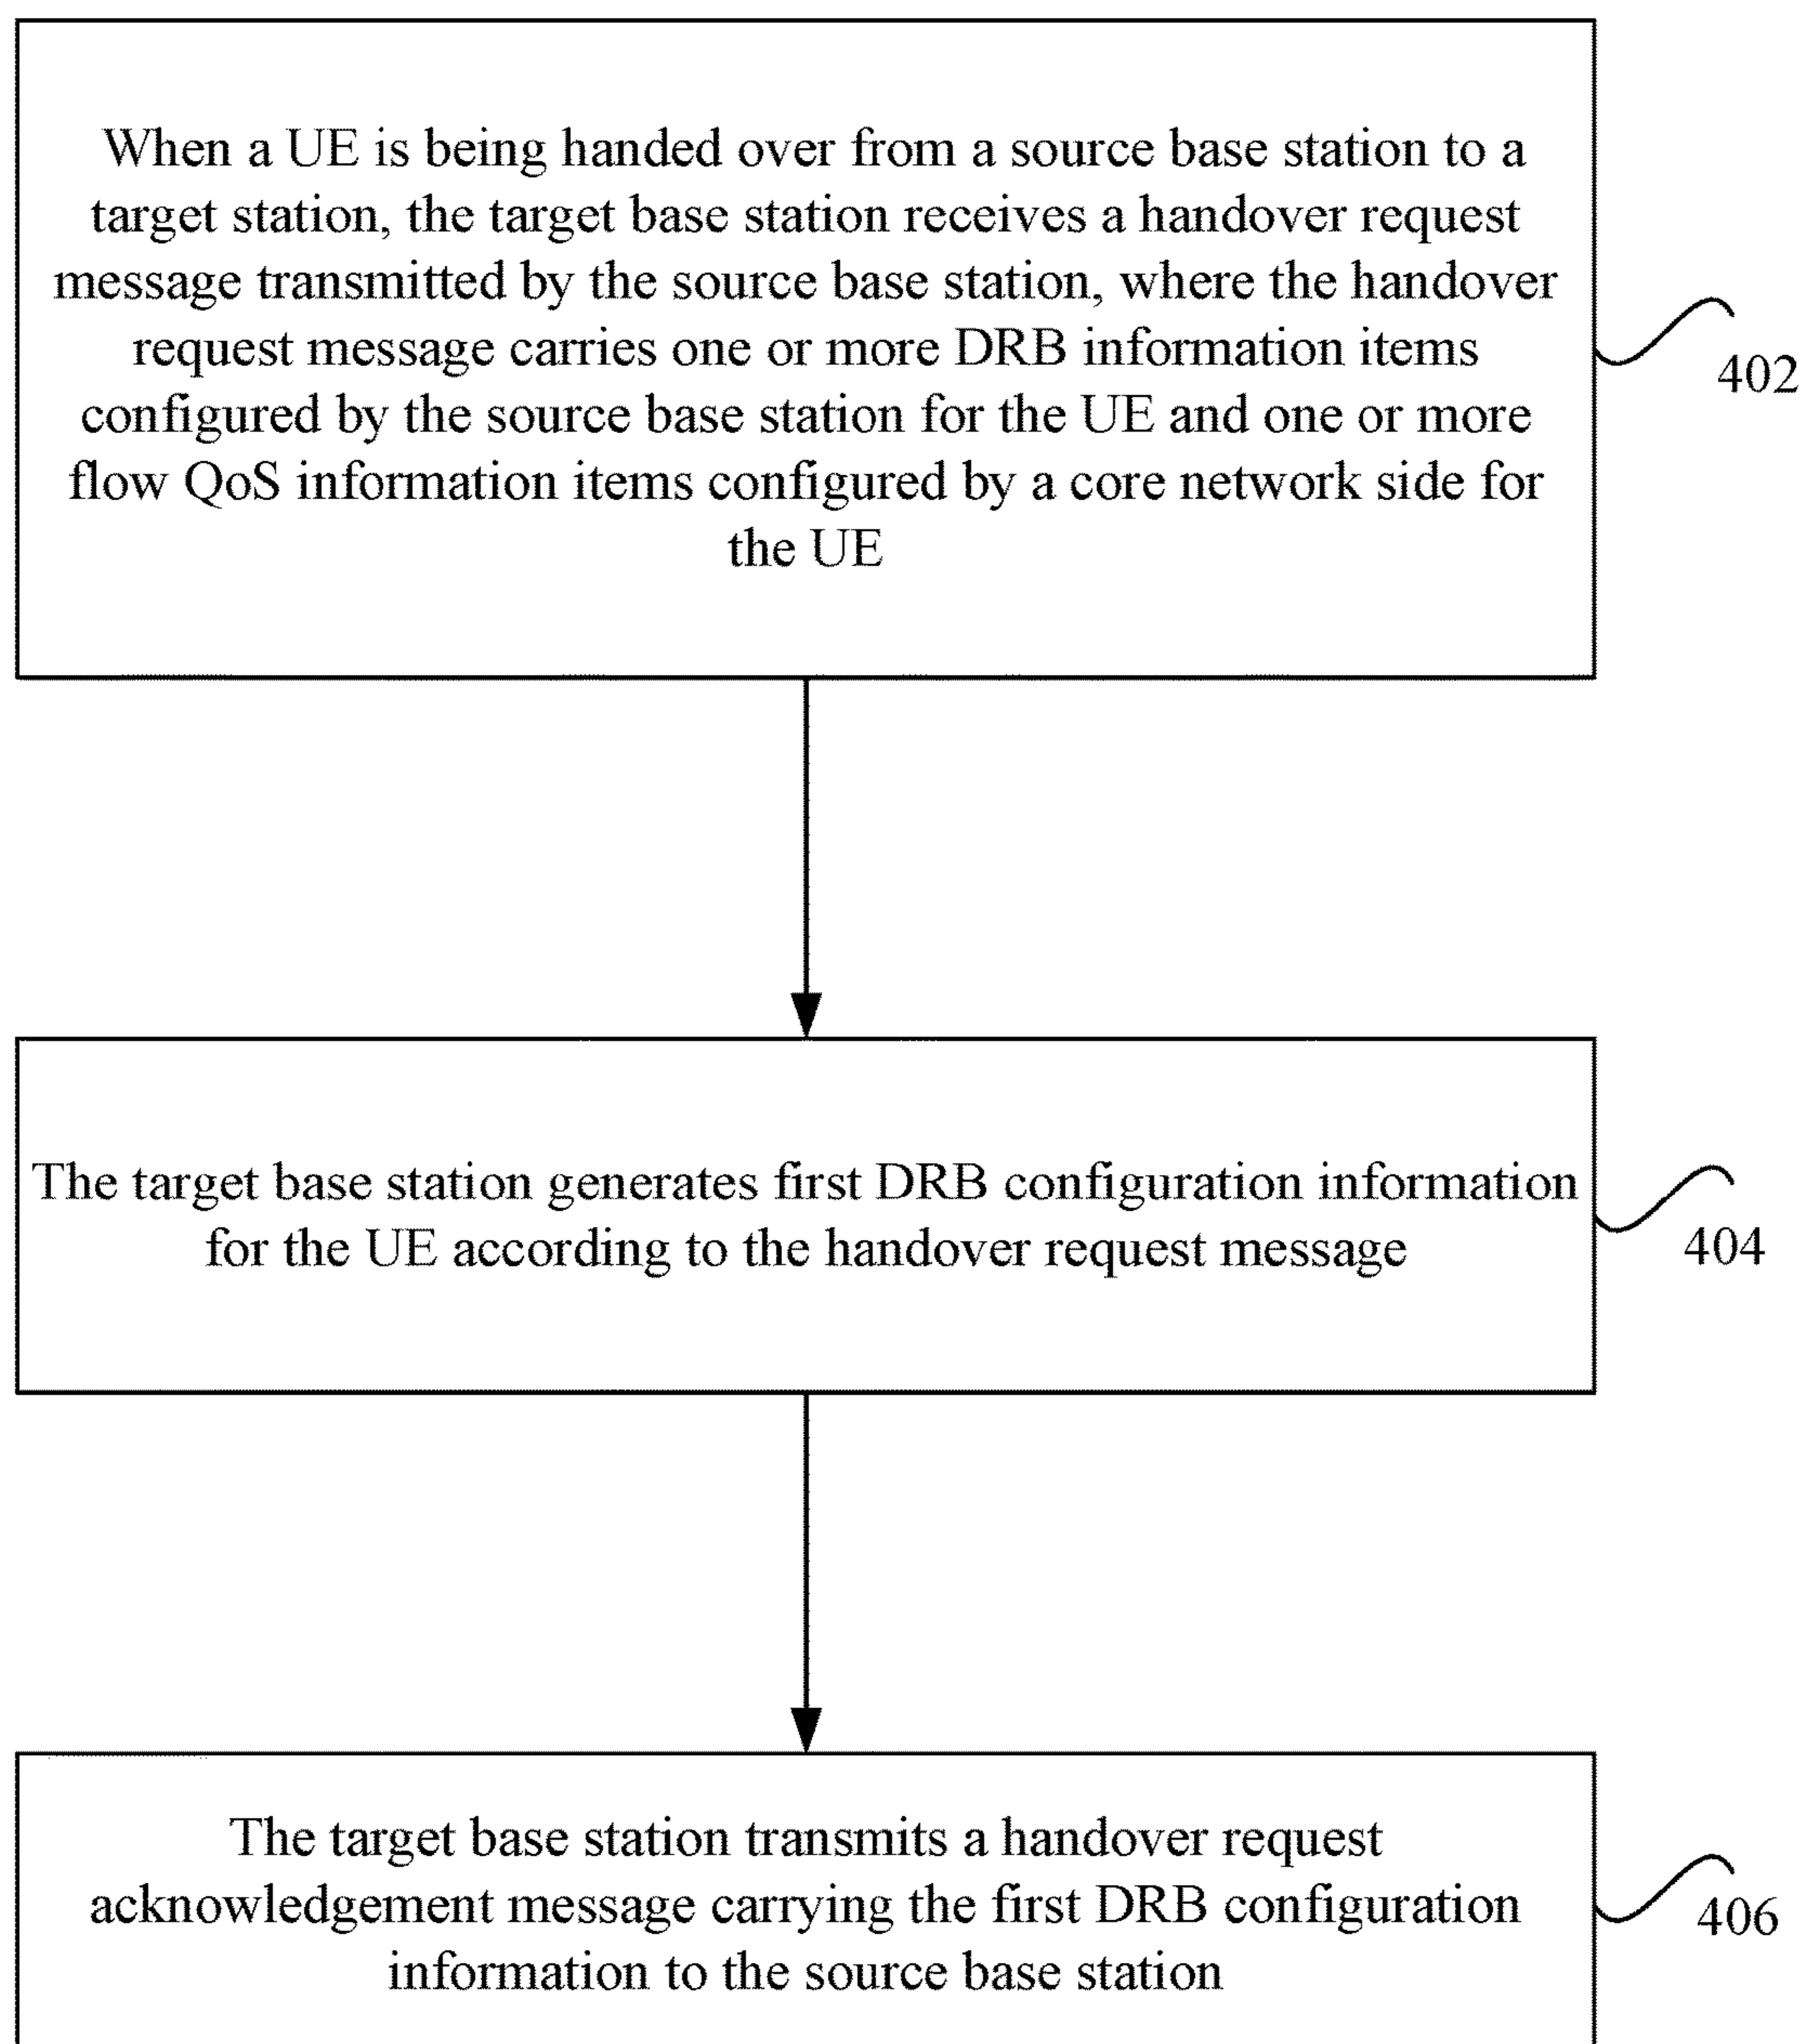 When a UE is being handed over from a source base station to a
target station, the target base station receives a handover request
message transmitted by the source base station, where the handover
request message carries one or more DRB information items
configured by the source base station for the UE and one or more
flow QoS information items configured by a core network side for
the UE
402
The target base station generates first DRB configuration information
for the UE according to the handover request message
404
The target base station transmits a handover request
acknowledgement message carrying the first DRB configuration
information to the source base station
406